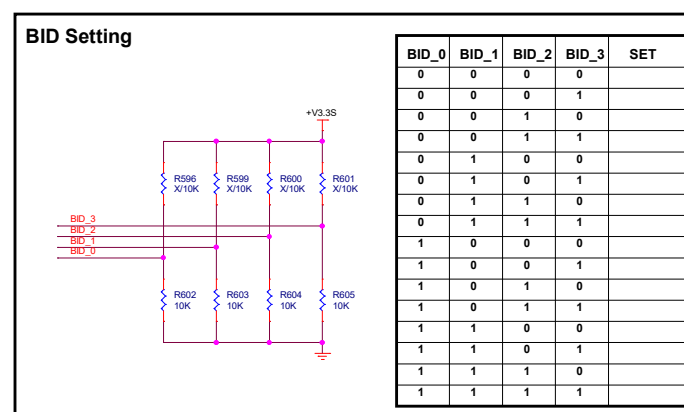 BID Setting
+V3.3S
R596 R599 R600 R601
X/10K X/10K X/10K X/10K
BID_3
BID_2
BID_1
BID_0
R602 R603 R604 R605
10K 10K 10K 10K
BID_0 BID_1 BID_2 BID_3 SET
0 0 0 0
0 0 0 1
0 0 1 0
0 0 1 1
0 1 0 0
0 1 0 1
0 1 1 0
0 1 1 1
1 0 0 0
1 0 0 1
1 0 1 0
1 0 1 1
1 1 0 0
1 1 0 1
1 1 1 0
1 1 1 1